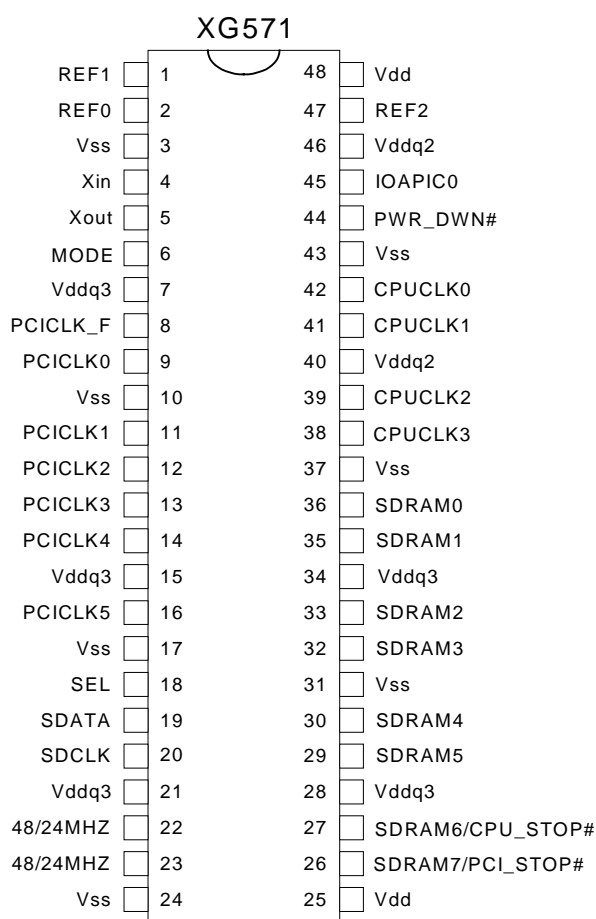 XG571
REF1 1 48 Vdd
REF0 2 47 REF2
Vss 3 46 Vddq2
Xin 4 45 IOAPIC0
Xout 5 44 PWR_DWN#
MODE 6 43 Vss
Vddq3 7 42 CPUCLK0
PCICLK_F 8 41 CPUCLK1
PCICLK0 9 40 Vddq2
Vss 10 39 CPUCLK2
PCICLK1 11 38 CPUCLK3
PCICLK2 12 37 Vss
PCICLK3 13 36 SDRAM0
PCICLK4 14 35 SDRAM1
Vddq3 15 34 Vddq3
PCICLK5 16 33 SDRAM2
Vss 17 32 SDRAM3
SEL 18 31 Vss
SDATA 19 30 SDRAM4
SDCLK 20 29 SDRAM5
Vddq3 21 28 Vddq3
48/24MHZ 22 27 SDRAM6/CPU_STOP#
48/24MHZ 23 26 SDRAM7/PCI_STOP#
Vss 24 25 Vdd